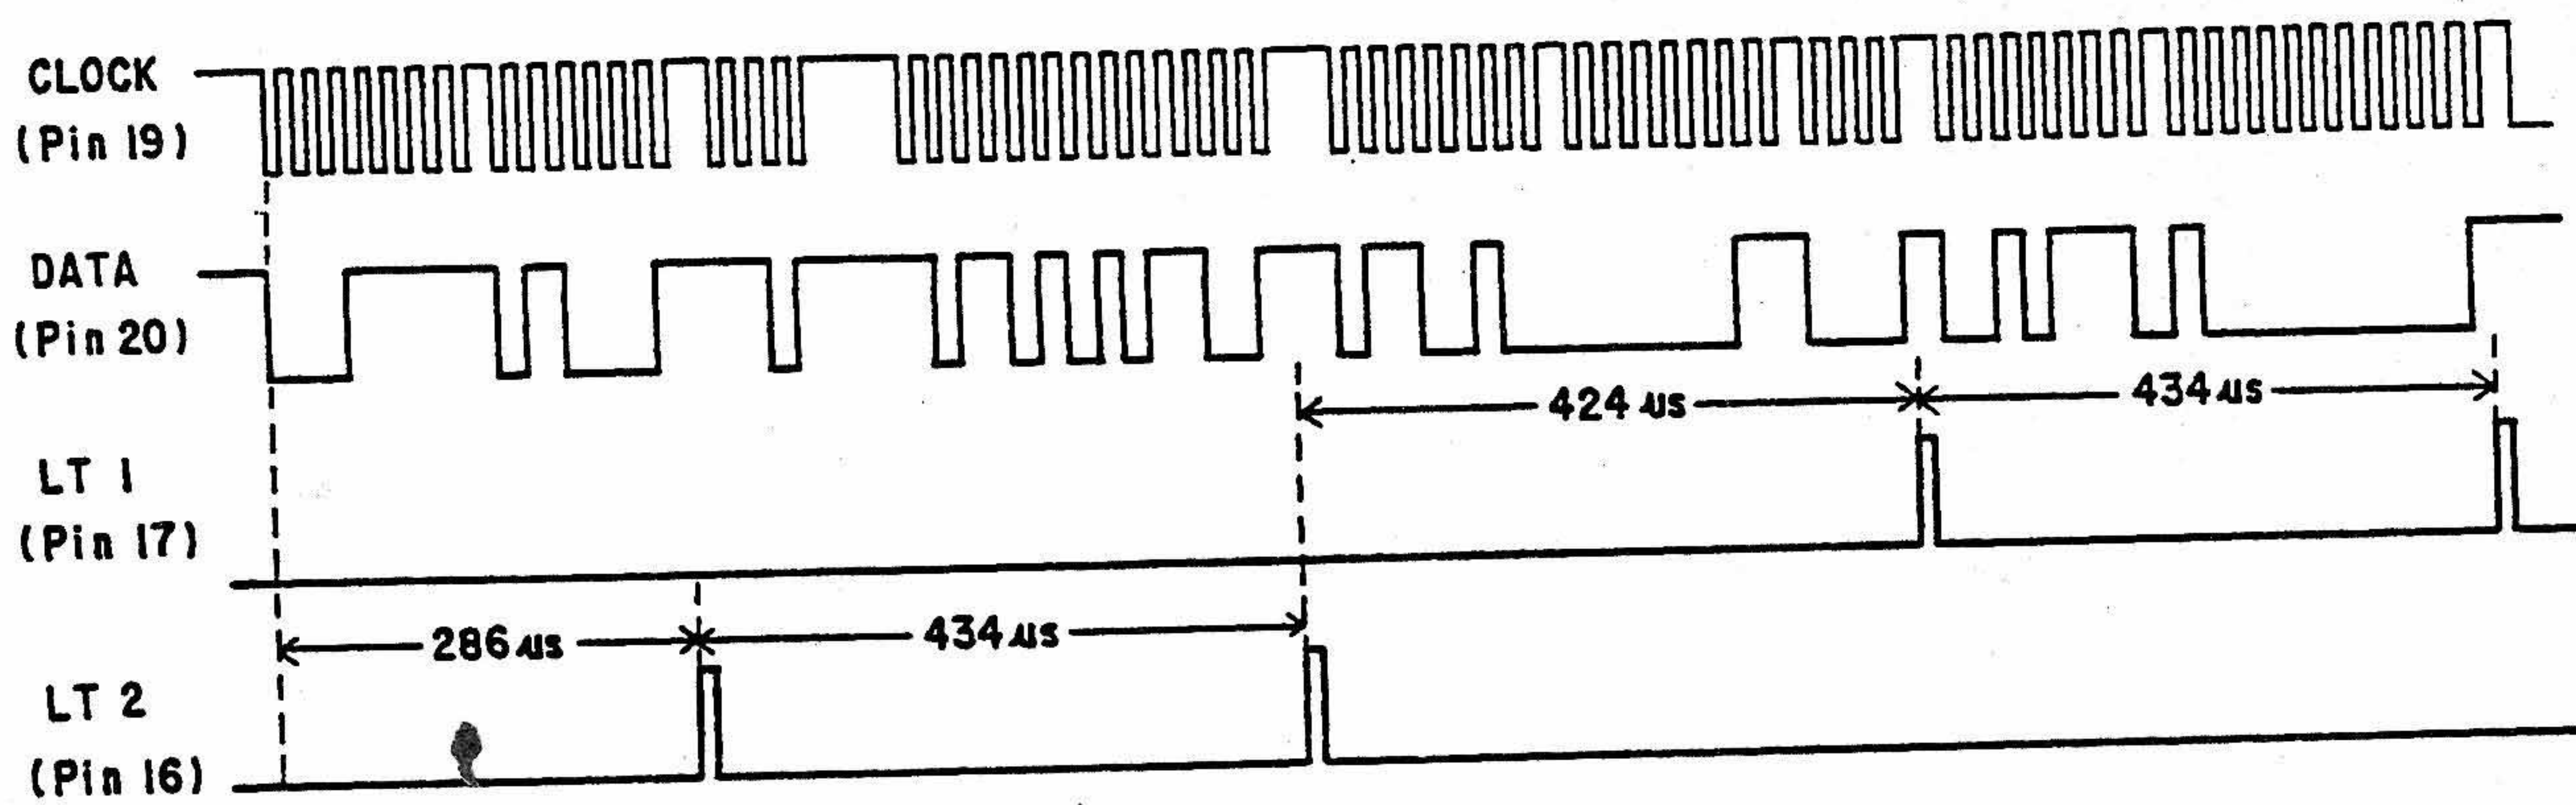 CLOCK
(Pin 19)
DATA
(Pin 20)
424 µs
434 µs
LT 1
(Pin 17)
286 µs
434 µs
LT 2
(Pin 16)